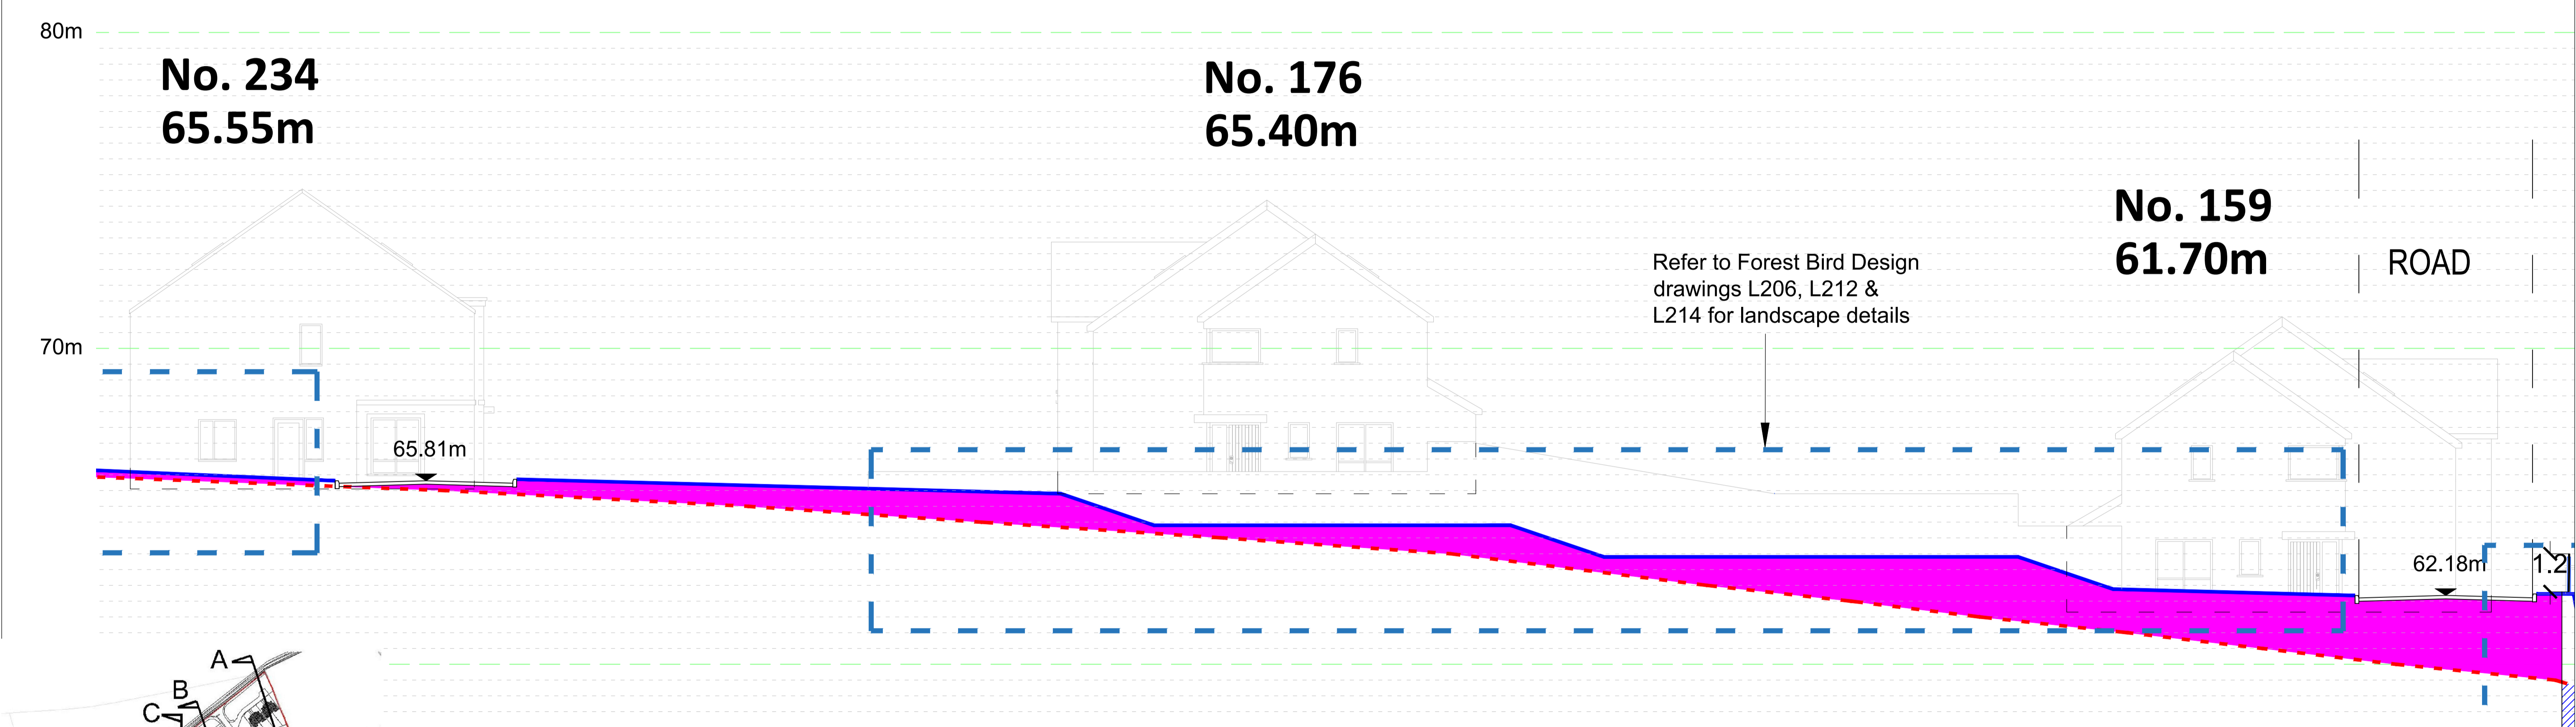 80m
No. 234
65.55m
No. 176
65.40m
No. 159
61.70m
ROAD
Refer to Forest Bird Design
drawings L206, L212 &
L214 for landscape details
70m
65.81m
62.18m
1.2
A
B
C